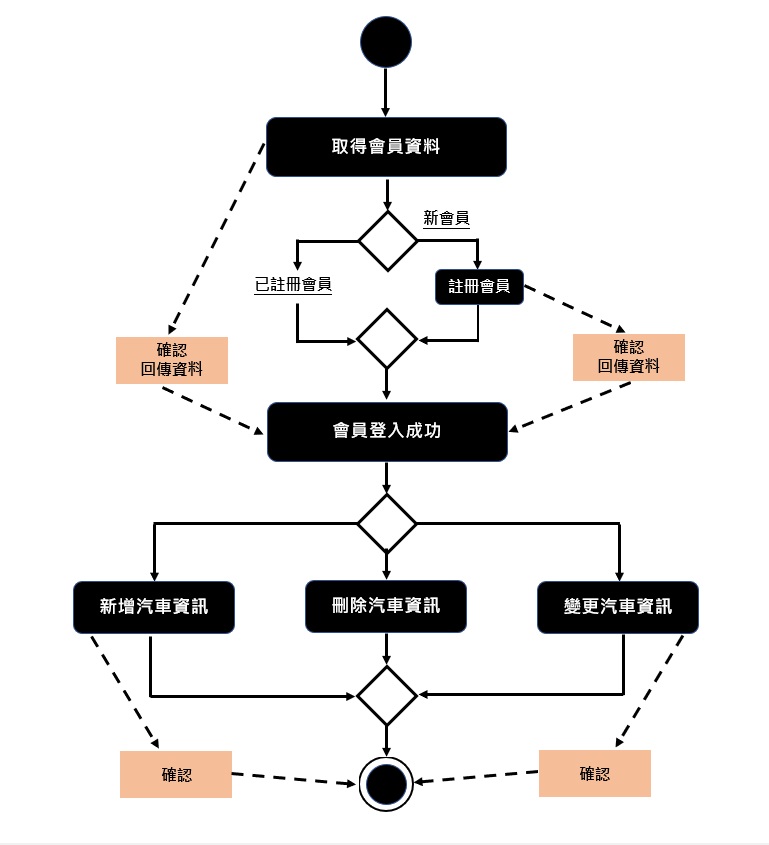 取得會員資料
新會員
已註冊會員
註冊會員
確認
回傳資料
確認
回傳資料
會員登入成功
新增汽車資訊
刪除汽車資訊
變更汽車資訊
確認
確認